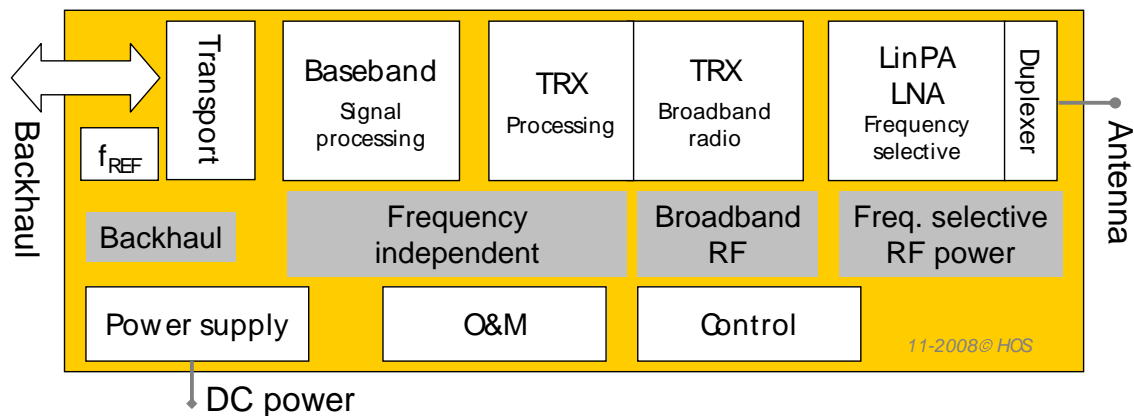 Backhaul
Transport
f_REF
Baseband
Signal
processing
TRX
Processing
TRX
Broadband
radio
LinPA
LNA
Frequency
selective
Duplexer
Antenna
Backhaul
Frequency
independent
Broadband
RF
Freq. selective
RF power
Power supply
O&M
Control
11-2008© HOS
DC power